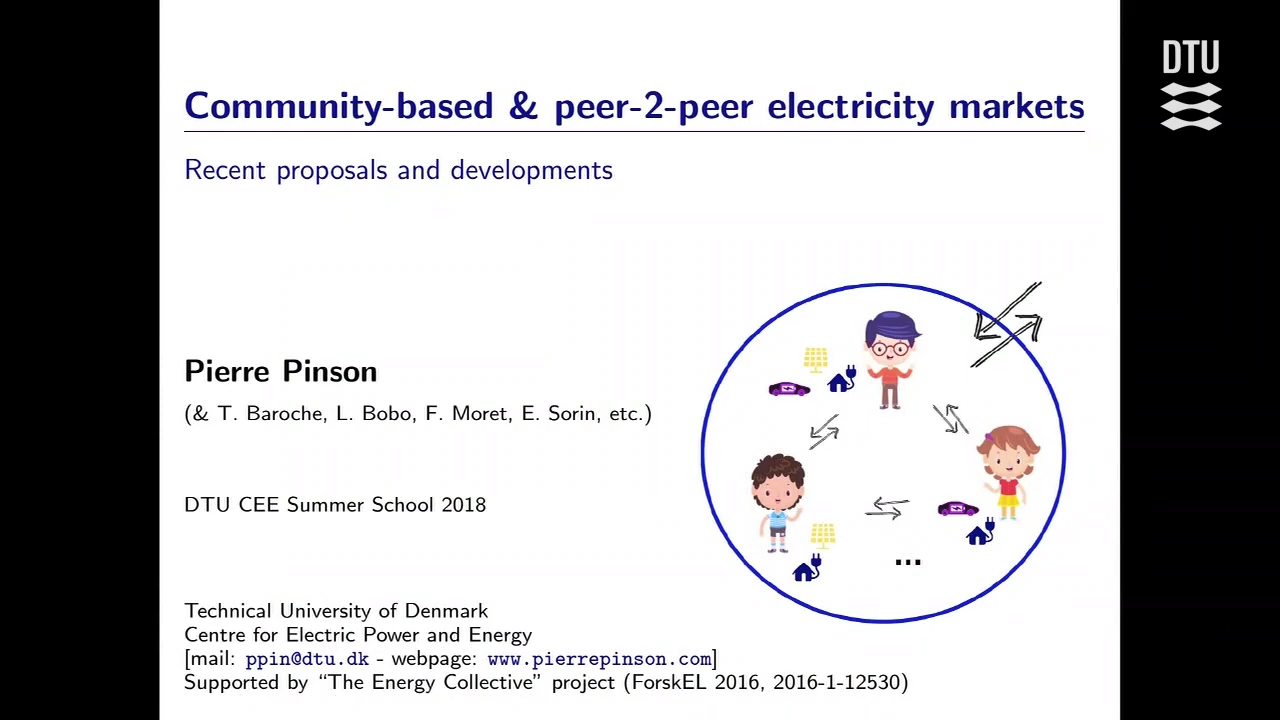 DTU
Community-based & peer-2-peer electricity markets
Recent proposals and developments
Pierre Pinson
(& T. Baroche, L. Bobo, F. Moret, E. Sorin, etc.)
DTU CEE Summer School 2018
...
Technical University of Denmark
Centre for Electric Power and Energy
[mail: ppin@dtu.dk - webpage: www.pierrepinson.com]
Supported by “The Energy Collective” project (ForskEL 2016, 2016-1-12530)